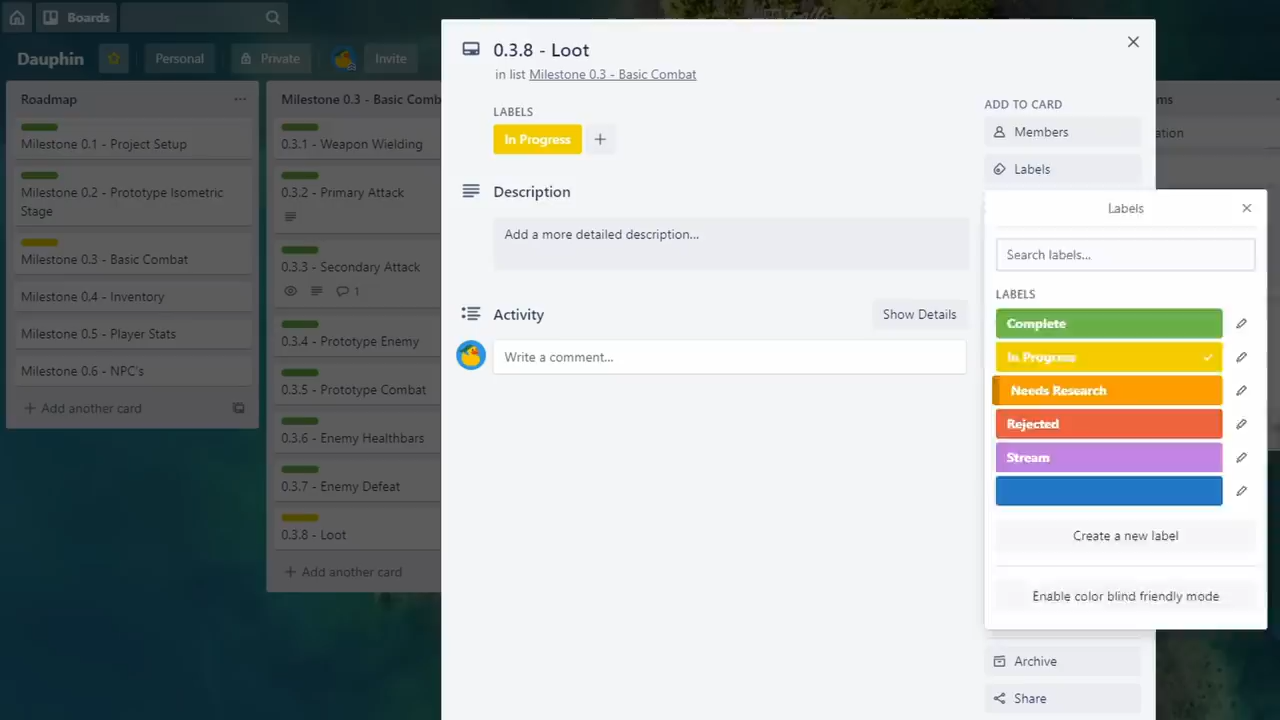 Boards
Dauphin
Personal
Private
Invite
Roadmap
Milestone 0.1 - Project Setup
Milestone 0.2 - Prototype Isometric
Stage
Milestone 0.3 - Basic Combat
Milestone 0.4 - Inventory
Milestone 0.5 - Player Stats
Milestone 0.6 - NPC's
Add another card
Milestone 0.3 - Basic Comb
0.3.1 - Weapon Wielding
0.3.2 - Primary Attack
0.3.3 - Secondary Attack
1
0.3.4 - Prototype Enemy
0.3.5 - Prototype Combat
0.3.6 - Enemy Healthbars
0.3.7 - Enemy Defeat
0.3.8 - Loot
Add another card
0.3.8 - Loot
in list Milestone 0.3 - Basic Combat
LABELS
In Progress
Description
Add a more detailed description...
Activity
Show Details
Write a comment...
ADD TO CARD
Members
Labels
Labels
Search labels...
LABELS
Complete
In Progress
Needs Research
Rejected
Stream
Create a new label
Enable color blind friendly mode
Archive
Share